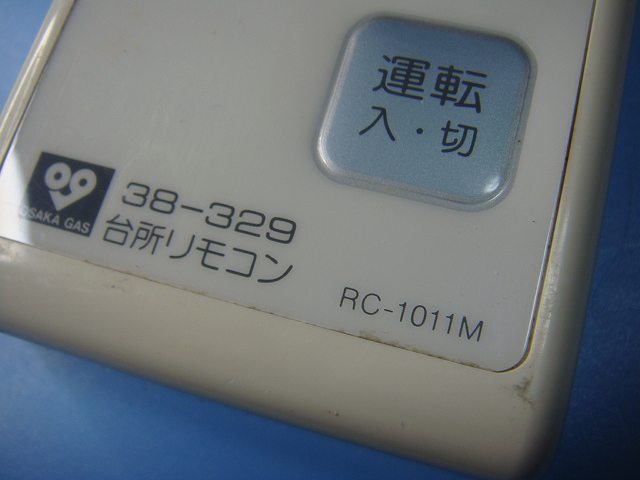 運転
入・切
OSAKA GAS
38-329
台所リモコン
RC-1011M